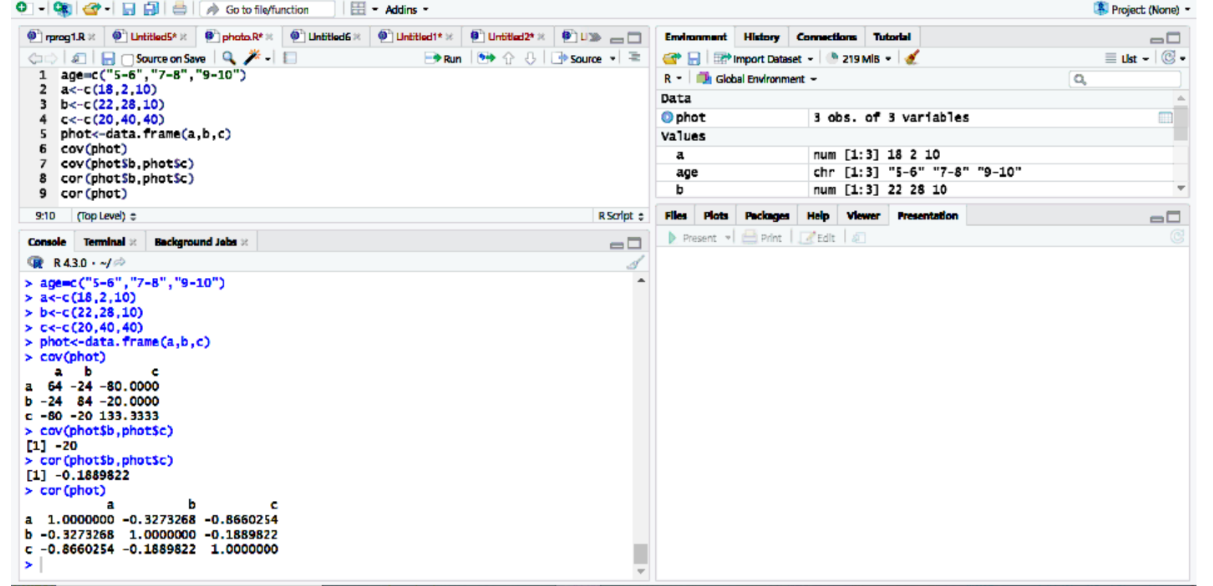 Go to file/function Addins Project: (None)
rprog1.R Untitled5* photo.R* Untitled6 Untitled1* Untitled2*
Source on Save Run Source
1 age=c("5-6","7-8","9-10")
2 a<-c(18,2,10)
3 b<-c(22,28,10)
4 c<-c(20,40,40)
5 phot<-data.frame(a,b,c)
6 cov(phot)
7 cov(phot$b,phot$c)
8 cor(phot$b,phot$c)
9 cor(phot)
9:10 (Top Level) R Script
Console Terminal Background Jobs
R 4.3.0 · ~/
> age=c("5-6","7-8","9-10")
> a<-c(18,2,10)
> b<-c(22,28,10)
> c<-c(20,40,40)
> phot<-data.frame(a,b,c)
> cov(phot)
a b c
a 64 -24 -80.0000
b -24 84 -20.0000
c -80 -20 133.3333
> cov(phot$b,phot$c)
[1] -20
> cor(phot$b,phot$c)
[1] -0.1889822
> cor(phot)
a b c
a 1.0000000 -0.3273268 -0.8660254
b -0.3273268 1.0000000 -0.1889822
c -0.8660254 -0.1889822 1.0000000
>
Environment History Connections Tutorial
Import Dataset 219 MiB List
R Global Environment
Data
phot 3 obs. of 3 variables
Values
a num [1:3] 18 2 10
age chr [1:3] "5-6" "7-8" "9-10"
b num [1:3] 22 28 10
Files Plots Packages Help Viewer Presentation
Present Print Edit